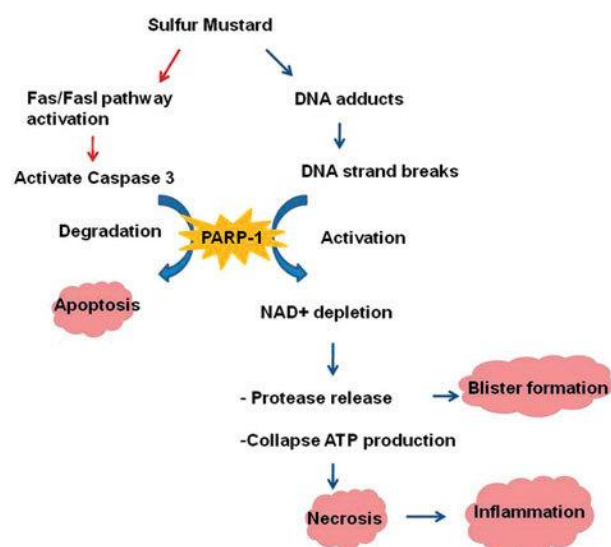 Sulfur Mustard
Fas/Fasl pathway
activation
DNA adducts
Activate Caspase 3
DNA strand breaks
Degradation
PARP-1
Activation
Apoptosis
NAD+ depletion
- Protease release
Blister formation
-Collapse ATP production
Necrosis
Inflammation